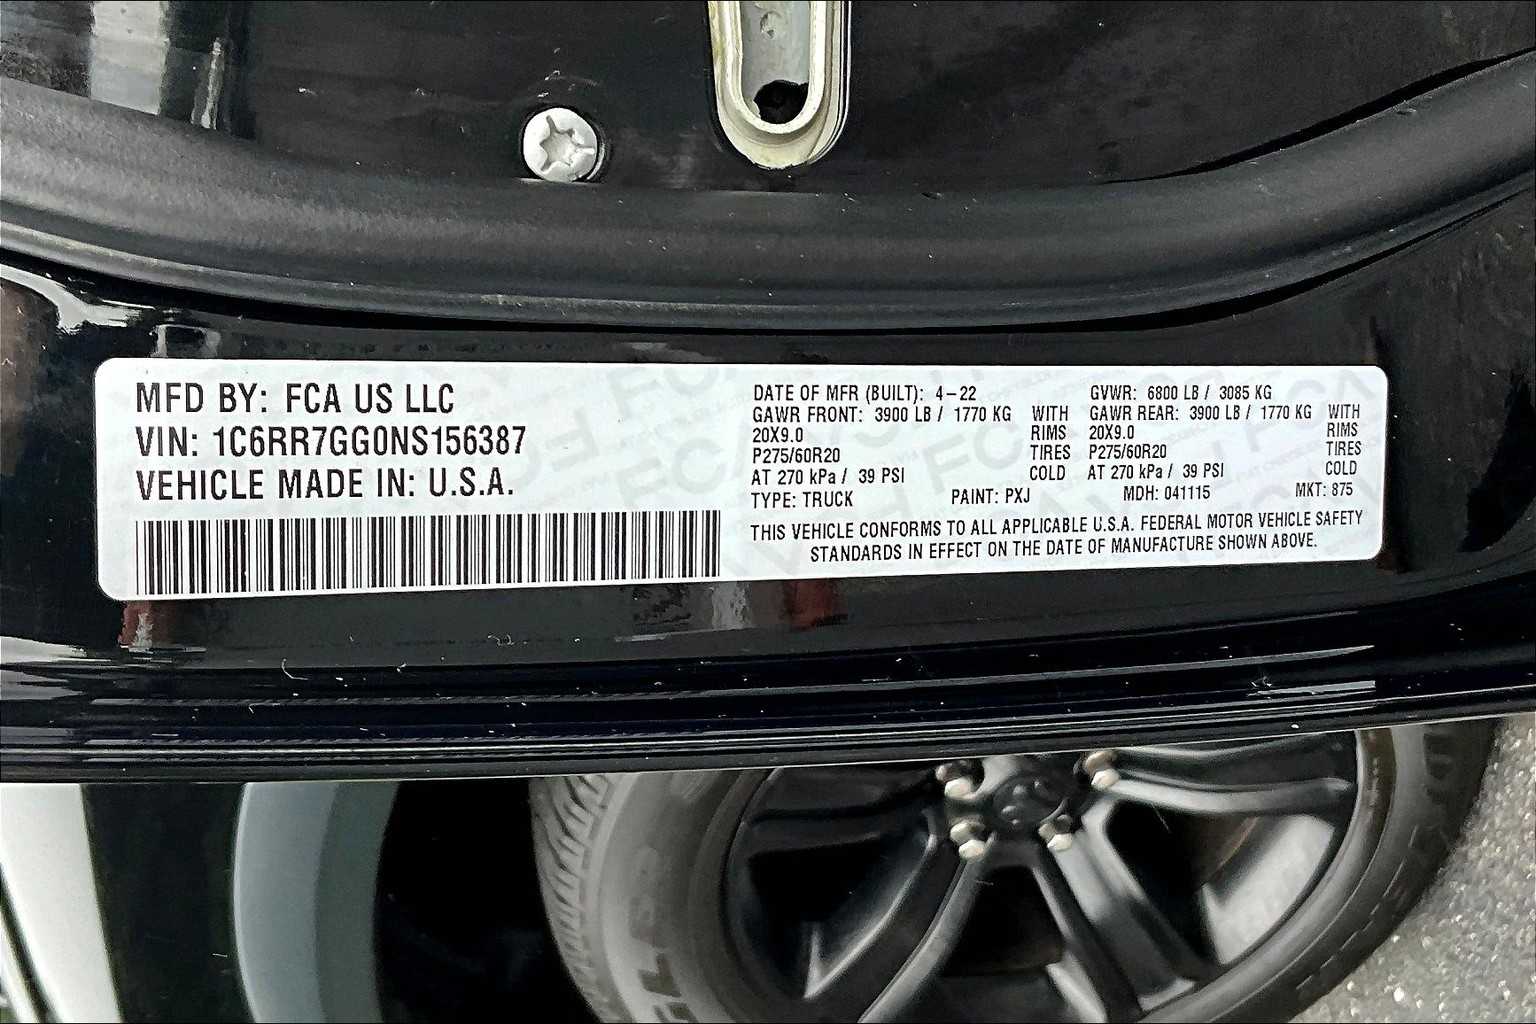 MFD BY: FCA US LLC
VIN: 1C6RR7GG0NS156387
VEHICLE MADE IN: U.S.A.
DATE OF MFR (BUILT): 4-22 GVWR: 6800 LB / 3085 KG
GAWR FRONT: 3900 LB / 1770 KG WITH GAWR REAR: 3900 LB / 1770 KG WITH
20X9.0 RIMS 20X9.0 RIMS
P275/60R20 TIRES P275/60R20 TIRES
AT 270 kPa / 39 PSI COLD AT 270 kPa / 39 PSI COLD
TYPE: TRUCK PAINT: PXJ MDH: 041115 MKT: 875
THIS VEHICLE CONFORMS TO ALL APPLICABLE U.S.A. FEDERAL MOTOR VEHICLE SAFETY
STANDARDS IN EFFECT ON THE DATE OF MANUFACTURE SHOWN ABOVE.